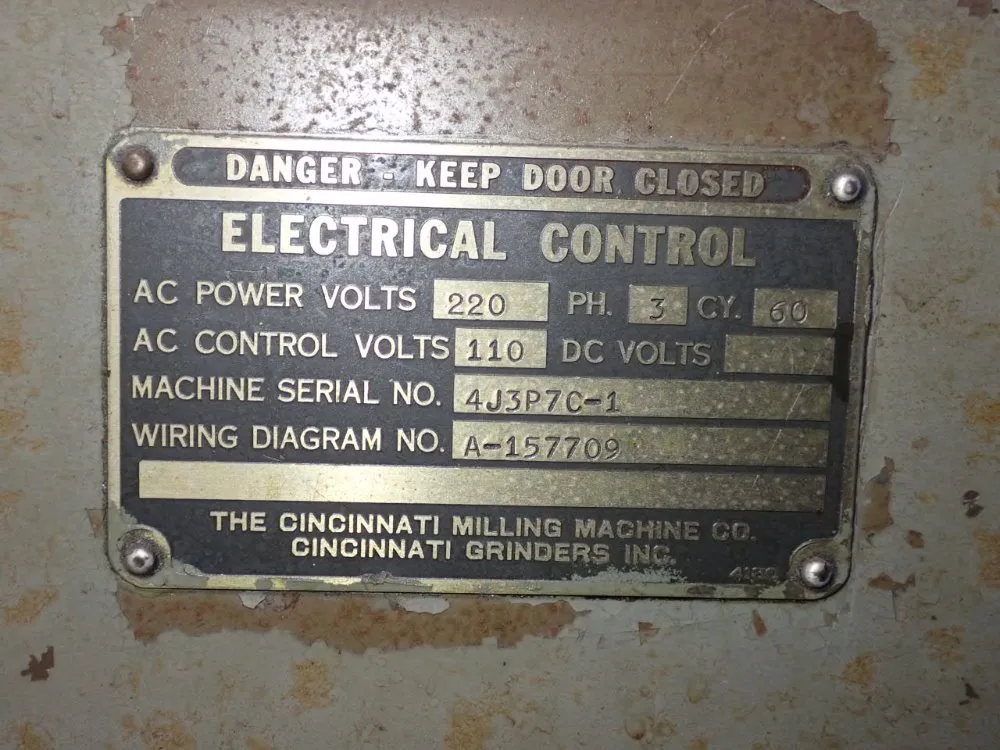 DANGER - KEEP DOOR CLOSED
ELECTRICAL CONTROL
AC POWER VOLTS 220 PH. 3 CY. 60
AC CONTROL VOLTS 110 DC VOLTS
MACHINE SERIAL NO. 4J3P7C-1
WIRING DIAGRAM NO. A-157709
THE CINCINNATI MILLING MACHINE CO.
CINCINNATI GRINDERS INC.